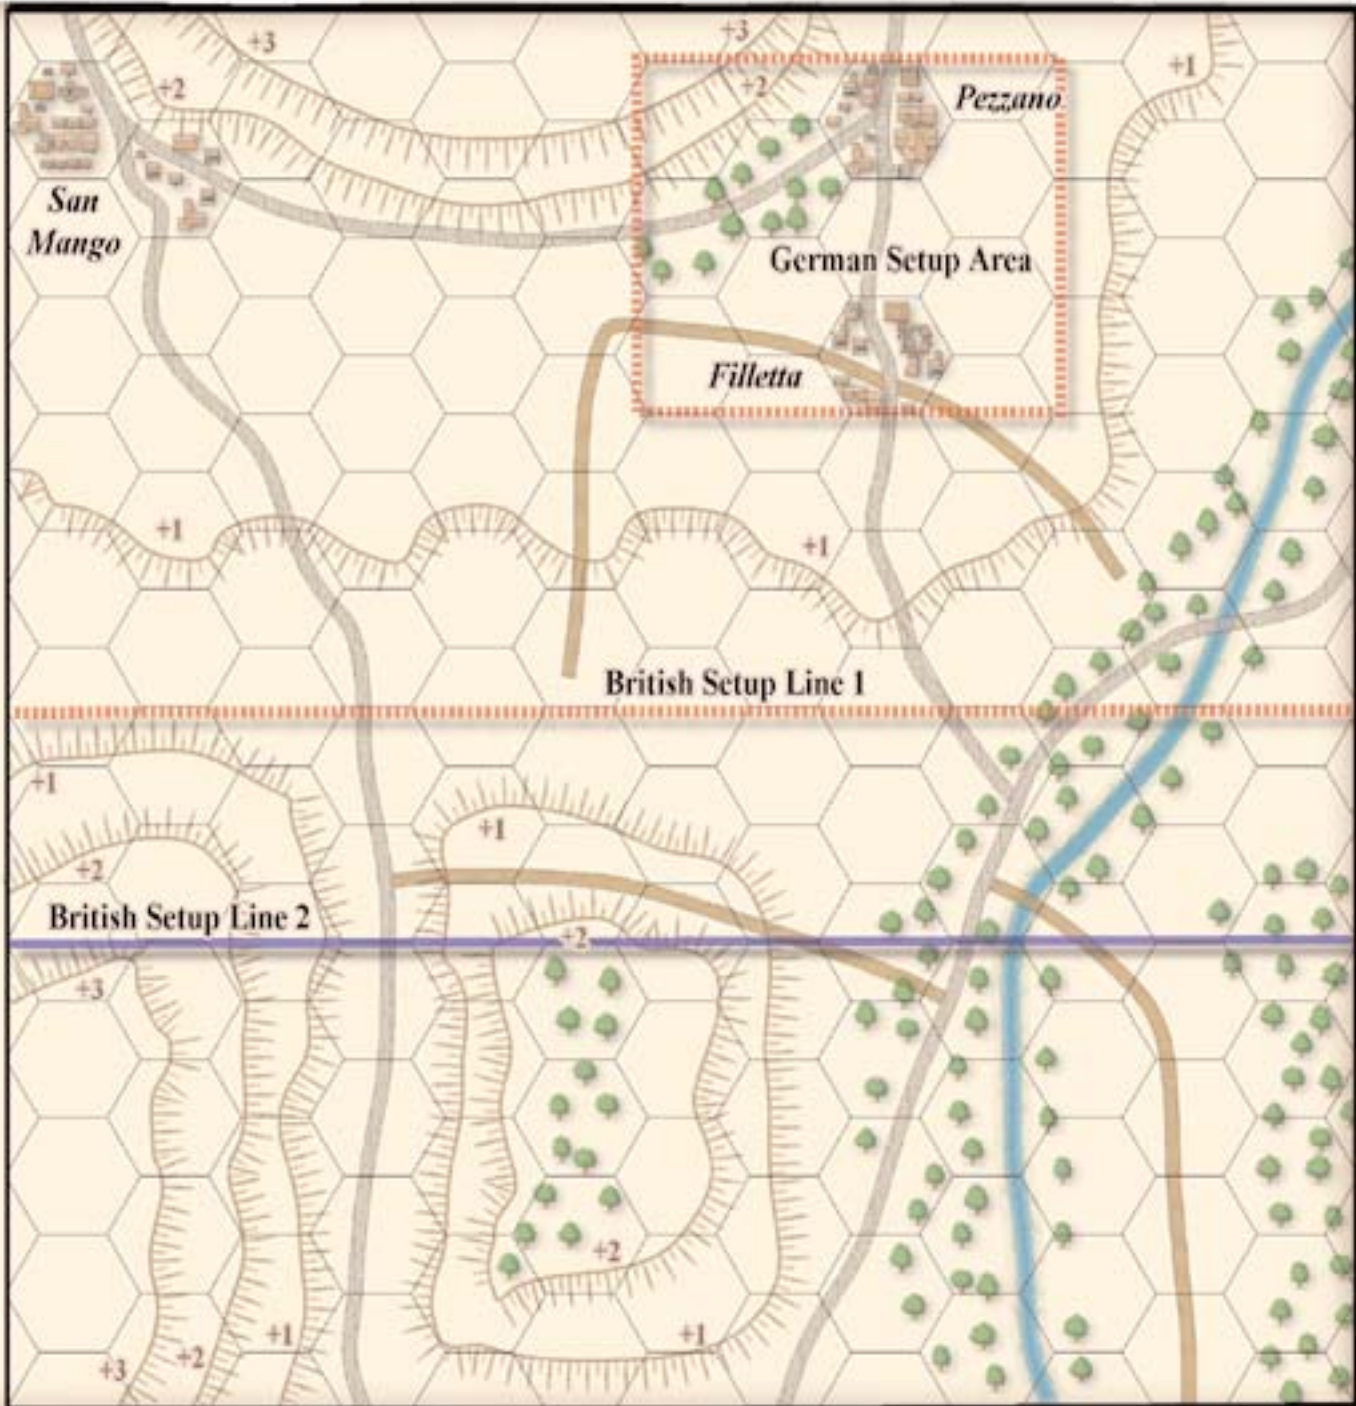 +3
+3
+1
+2
+2
Pezzano
San
Mango
German Setup Area
Filletta
+1
+1
British Setup Line 1
+1
+1
+2
British Setup Line 2
+2
+3
+2
+1
+1
+2
+3